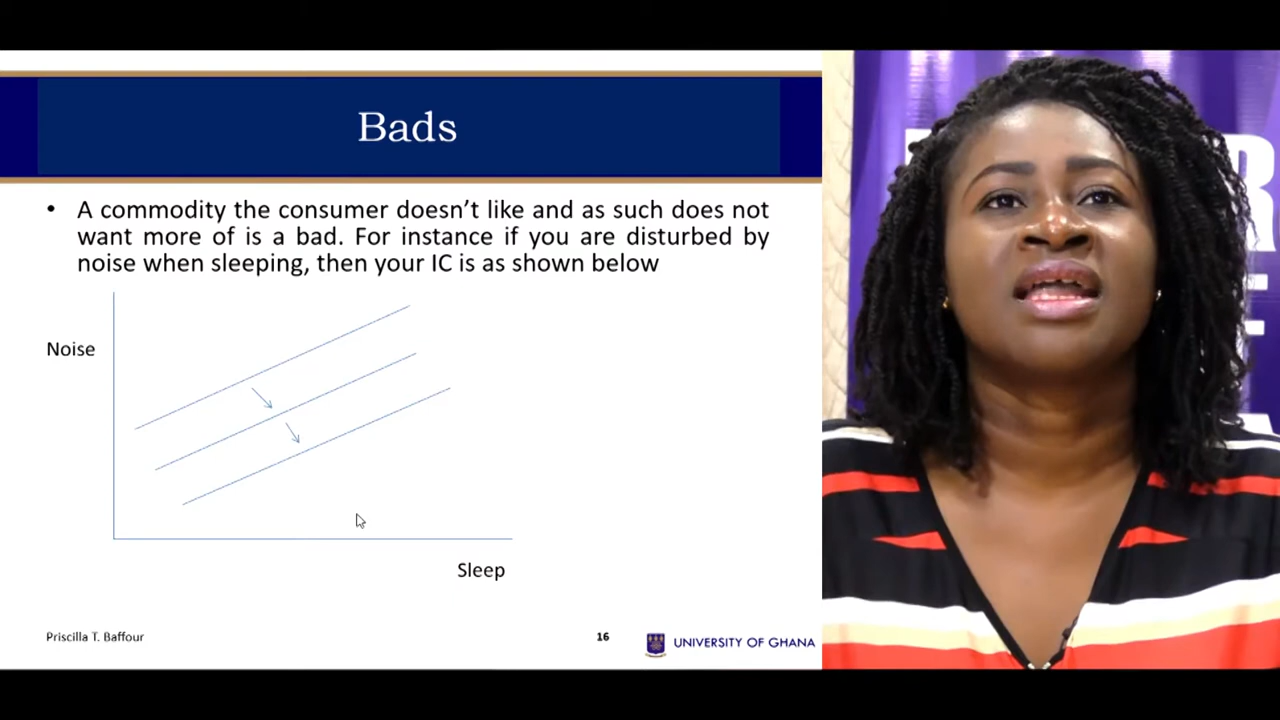 Bads
• A commodity the consumer doesn't like and as such does not
want more of is a bad. For instance if you are disturbed by
noise when sleeping, then your IC is as shown below
Noise
Sleep
Priscilla T. Baffour
16
UNIVERSITY OF GHANA